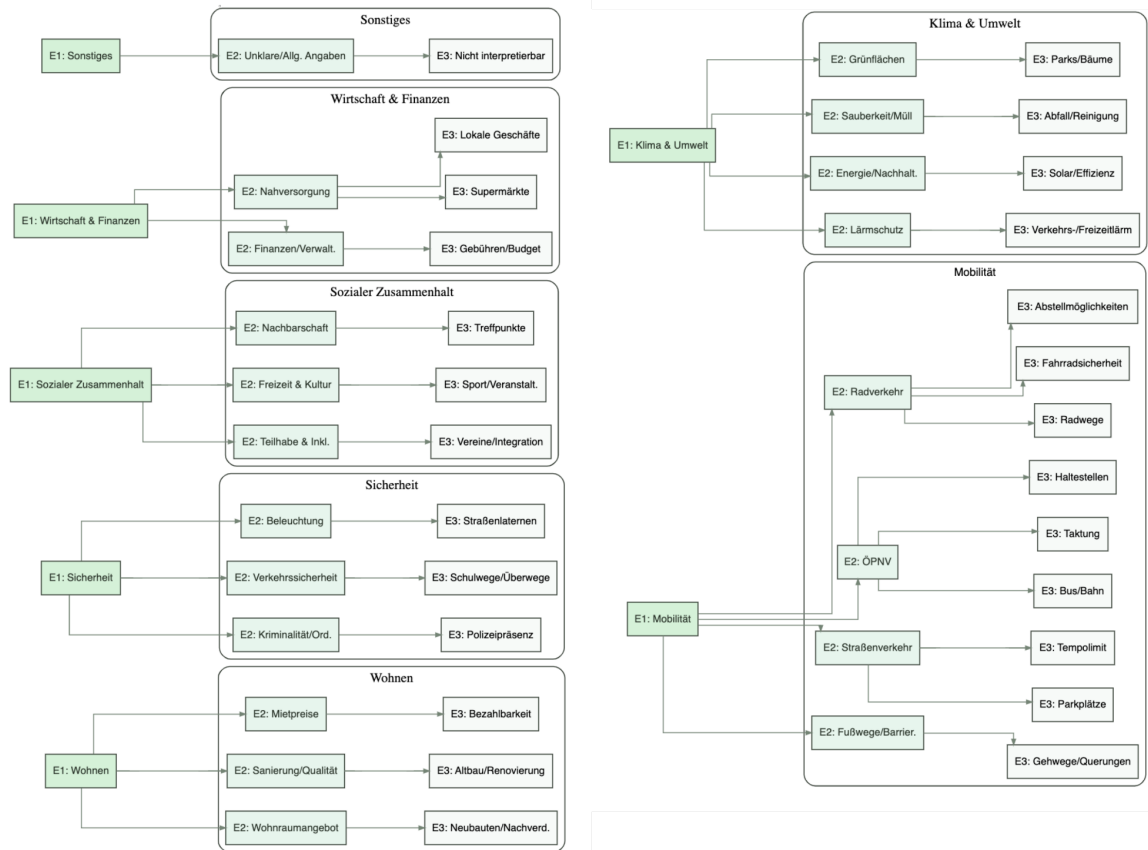 Sonstiges
E1: Sonstiges
E2: Unklare/Allg. Angaben
E3: Nicht interpretierbar
Wirtschaft & Finanzen
E3: Lokale Geschäfte
E2: Nahversorgung
E3: Supermärkte
E1: Wirtschaft & Finanzen
E2: Finanzen/Verwalt.
E3: Gebühren/Budget
Sozialer Zusammenhalt
E2: Nachbarschaft
E3: Treffpunkte
E1: Sozialer Zusammenhalt
E2: Freizeit & Kultur
E3: Sport/Veranstalt.
E2: Teilhabe & Inkl.
E3: Vereine/Integration
Sicherheit
E2: Beleuchtung
E3: Straßenlaternen
E1: Sicherheit
E2: Verkehrssicherheit
E3: Schulwege/Überwege
E2: Kriminalität/Ord.
E3: Polizeipräsenz
Wohnen
E2: Mietpreise
E3: Bezahlbarkeit
E1: Wohnen
E2: Sanierung/Qualität
E3: Altbau/Renovierung
E2: Wohnraumangebot
E3: Neubauten/Nachverd.
Klima & Umwelt
E2: Grünflächen
E3: Parks/Bäume
E2: Sauberkeit/Müll
E3: Abfall/Reinigung
E1: Klima & Umwelt
E2: Energie/Nachhalt.
E3: Solar/Effizienz
E2: Lärmschutz
E3: Verkehrs-/Freizeitlärm
Mobilität
E3: Abstellmöglichkeiten
E3: Fahrradsicherheit
E2: Radverkehr
E3: Radwege
E3: Haltestellen
E3: Taktung
E2: ÖPNV
E3: Bus/Bahn
E1: Mobilität
E2: Straßenverkehr
E3: Tempolimit
E3: Parkplätze
E2: Fußwege/Barrier.
E3: Gehwege/Querungen